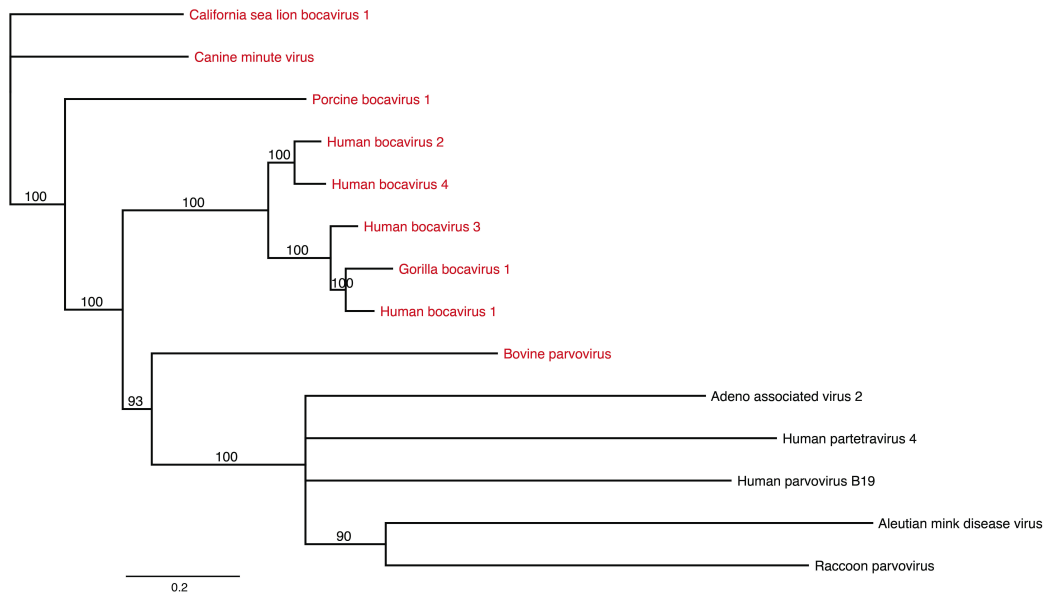 California sea lion bocavirus 1
Canine minute virus
Porcine bocavirus 1
Human bocavirus 2
100
Human bocavirus 4
100
100
Human bocavirus 3
100
Gorilla bocavirus 1
100
100
Human bocavirus 1
Bovine parvovirus
93
Adeno associated virus 2
Human partetravirus 4
100
Human parvovirus B19
Aleutian mink disease virus
90
Raccoon parvovirus
0.2